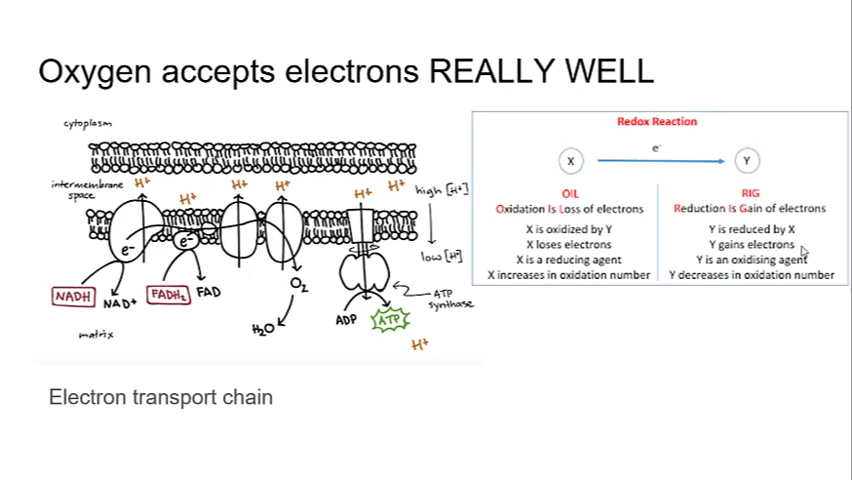 Oxygen accepts electrons REALLY WELL
cytoplasm
intermembrane
space
H+
H+
H+
H+
H+
H+
high [H+]
low [H+]
e-
e-
NADH
NAD+
FADH2
FAD
O2
H2O
ADP
ATP
ATP
synthase
H+
matrix
Electron transport chain
Redox Reaction
X
e-
Y
OIL
Oxidation Is Loss of electrons
X is oxidized by Y
X loses electrons
X is a reducing agent
X increases in oxidation number
RIG
Reduction Is Gain of electrons
Y is reduced by X
Y gains electrons
Y is an oxidising agent
Y decreases in oxidation number